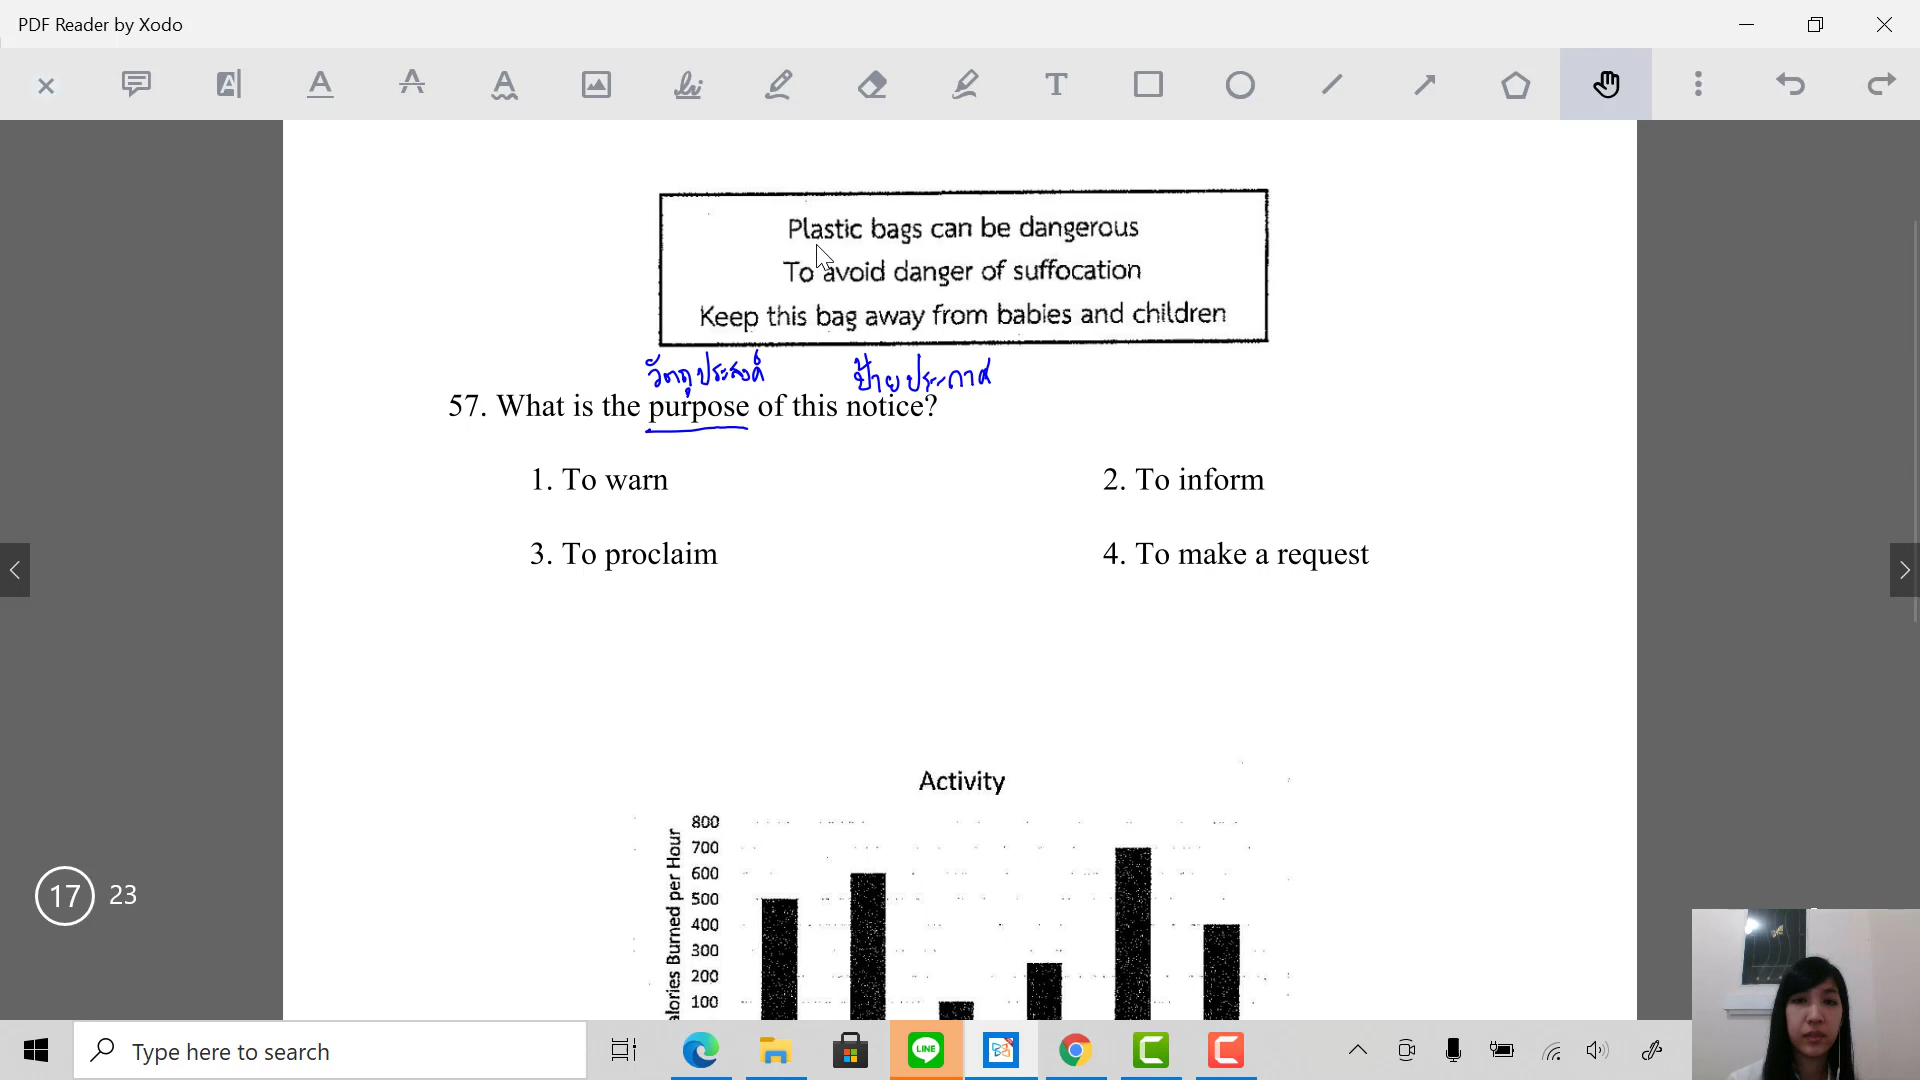 PDF Reader by Xodo
Plastic bags can be dangerous
To avoid danger of suffocation
Keep this bag away from babies and children
วัตถุประสงค์ ป้ายประกาศ
57. What is the purpose of this notice?
1. To warn 2. To inform
3. To proclaim 4. To make a request
Activity
800
700
600
500
400
300
200
100
alories Burned per Hour
17 23
Type here to search
LINE